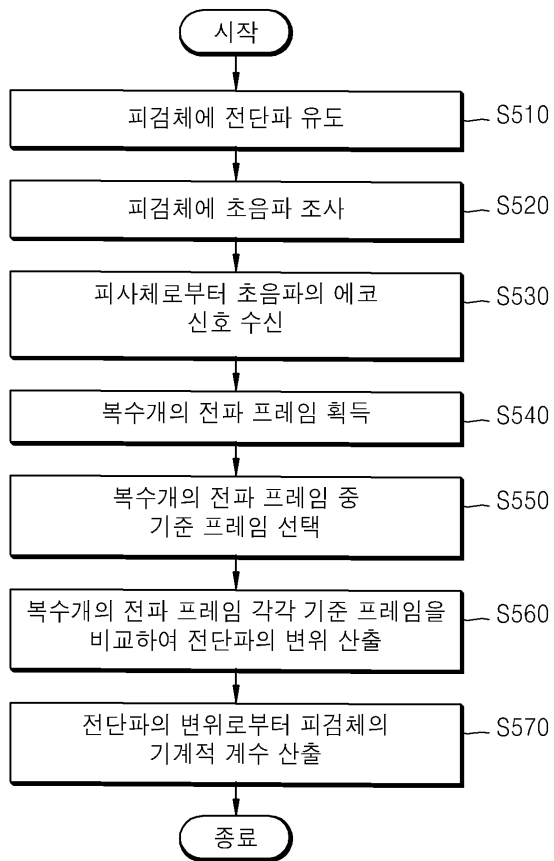 시작
피검체에 전단파 유도
S510
피검체에 초음파 조사
S520
피사체로부터 초음파의 에코
신호 수신
S530
복수개의 전파 프레임 획득
S540
복수개의 전파 프레임 중
기준 프레임 선택
S550
복수개의 전파 프레임 각각 기준 프레임을
비교하여 전단파의 변위 산출
S560
전단파의 변위로부터 피검체의
기계적 계수 산출
S570
종료